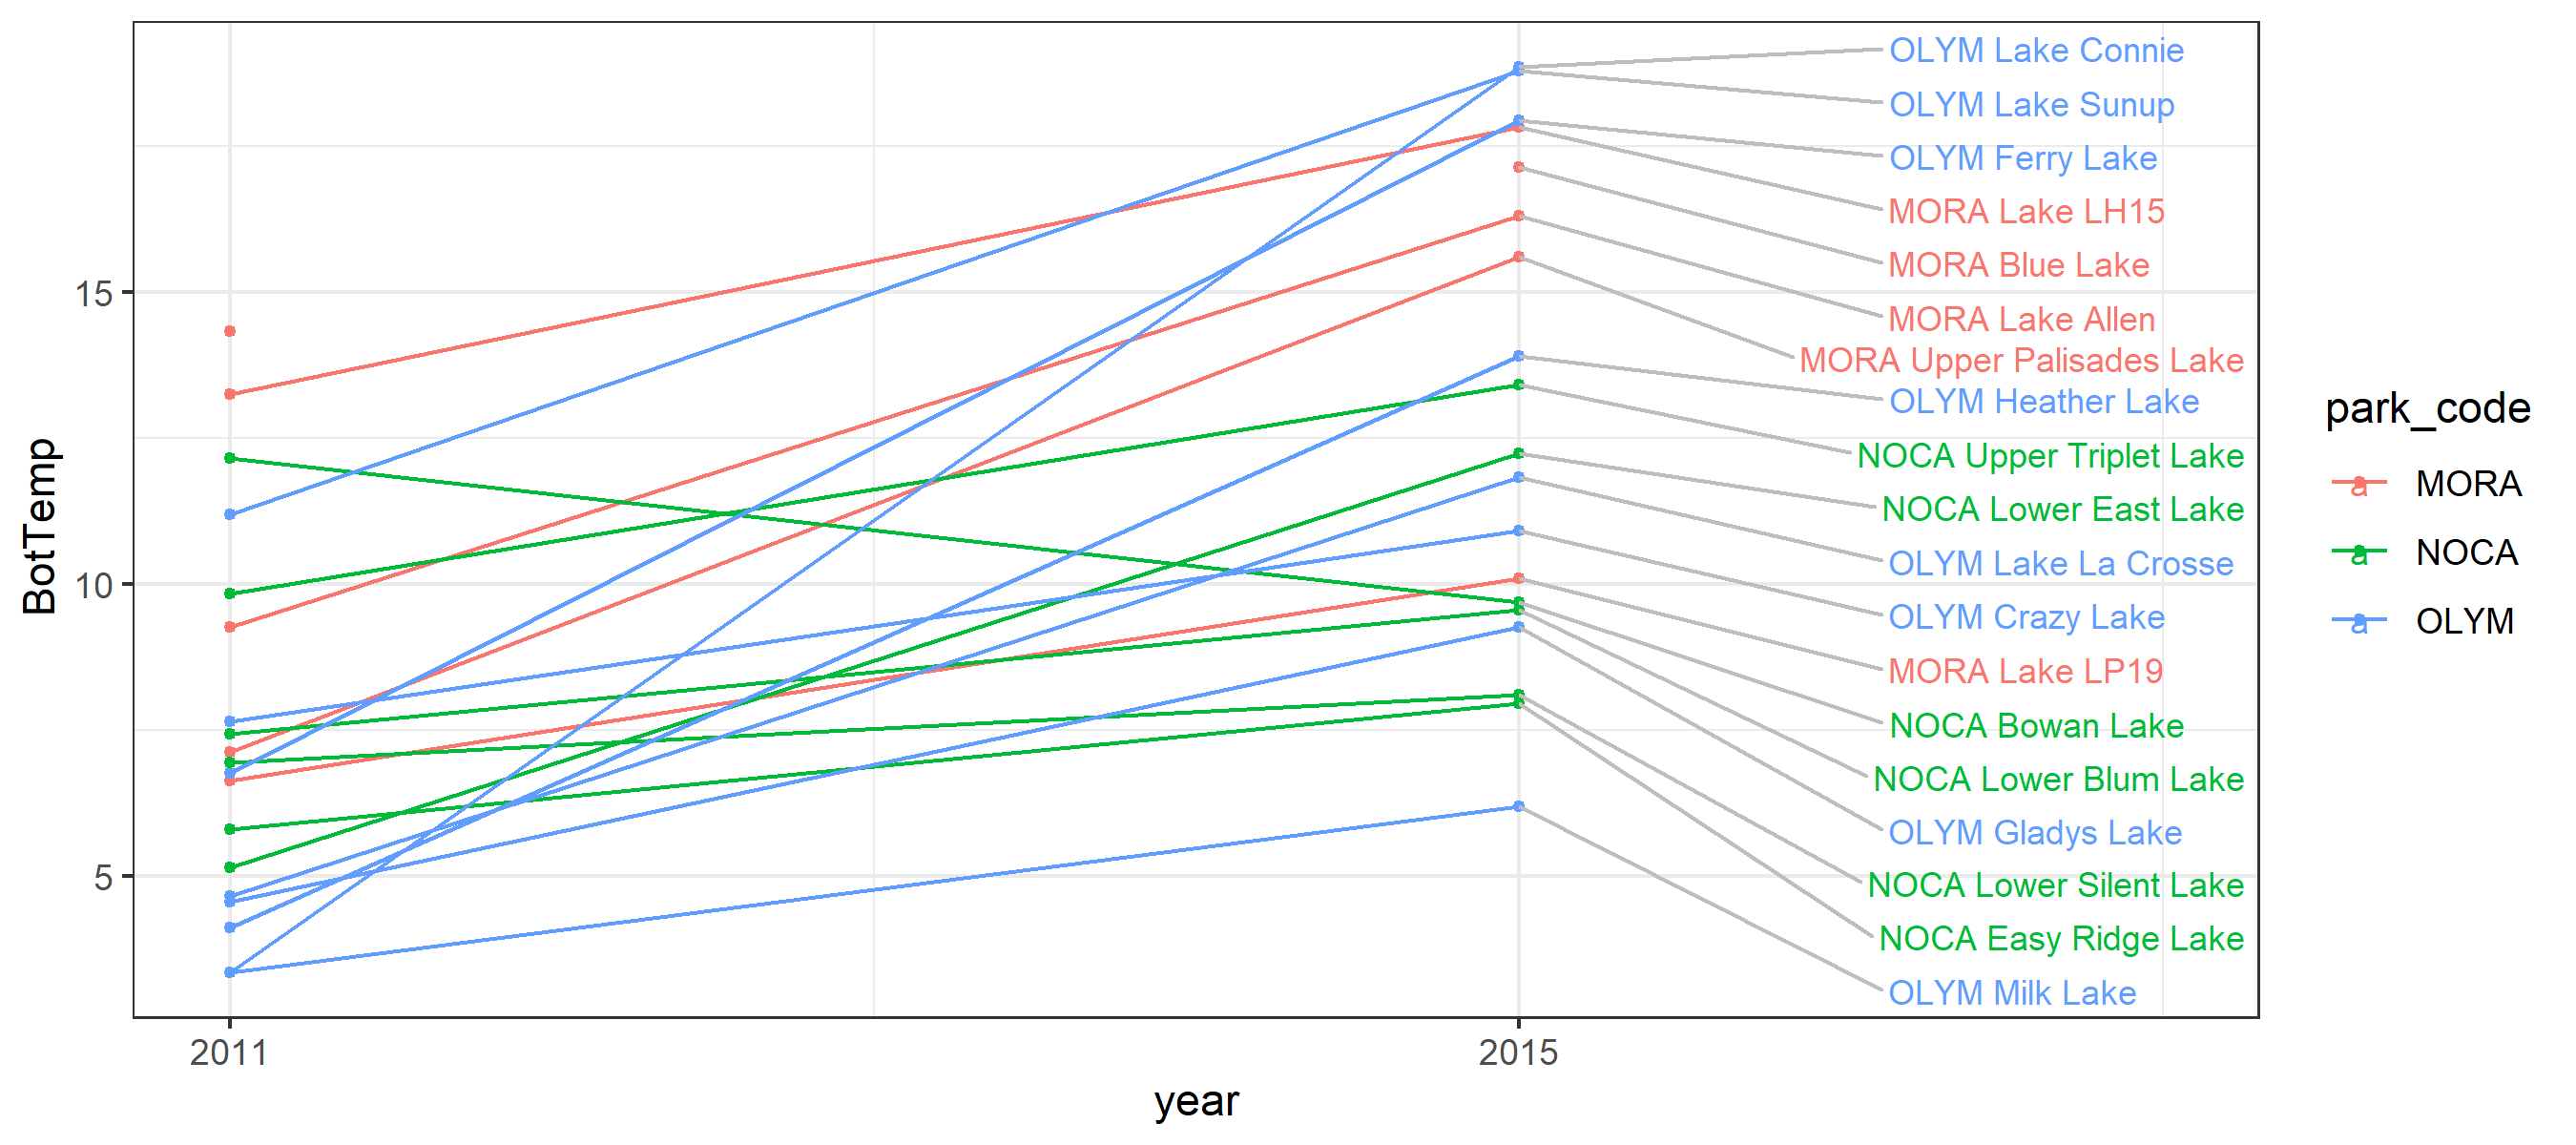 OLYM Lake Connie
OLYM Lake Sunup
OLYM Ferry Lake
MORA Lake LH15
MORA Blue Lake
MORA Lake Allen
MORA Upper Palisades Lake
OLYM Heather Lake
NOCA Upper Triplet Lake
NOCA Lower East Lake
OLYM Lake La Crosse
OLYM Crazy Lake
MORA Lake LP19
NOCA Bowan Lake
NOCA Lower Blum Lake
OLYM Gladys Lake
NOCA Lower Silent Lake
NOCA Easy Ridge Lake
OLYM Milk Lake
15
10
5
BotTemp
2011
2015
year
park_code
a MORA
a NOCA
a OLYM